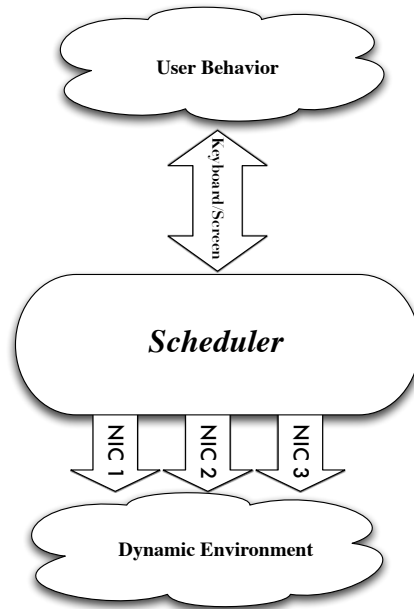 User Behavior
Keyboard/Screen
Scheduler
NIC 1
NIC 2
NIC 3
Dynamic Environment